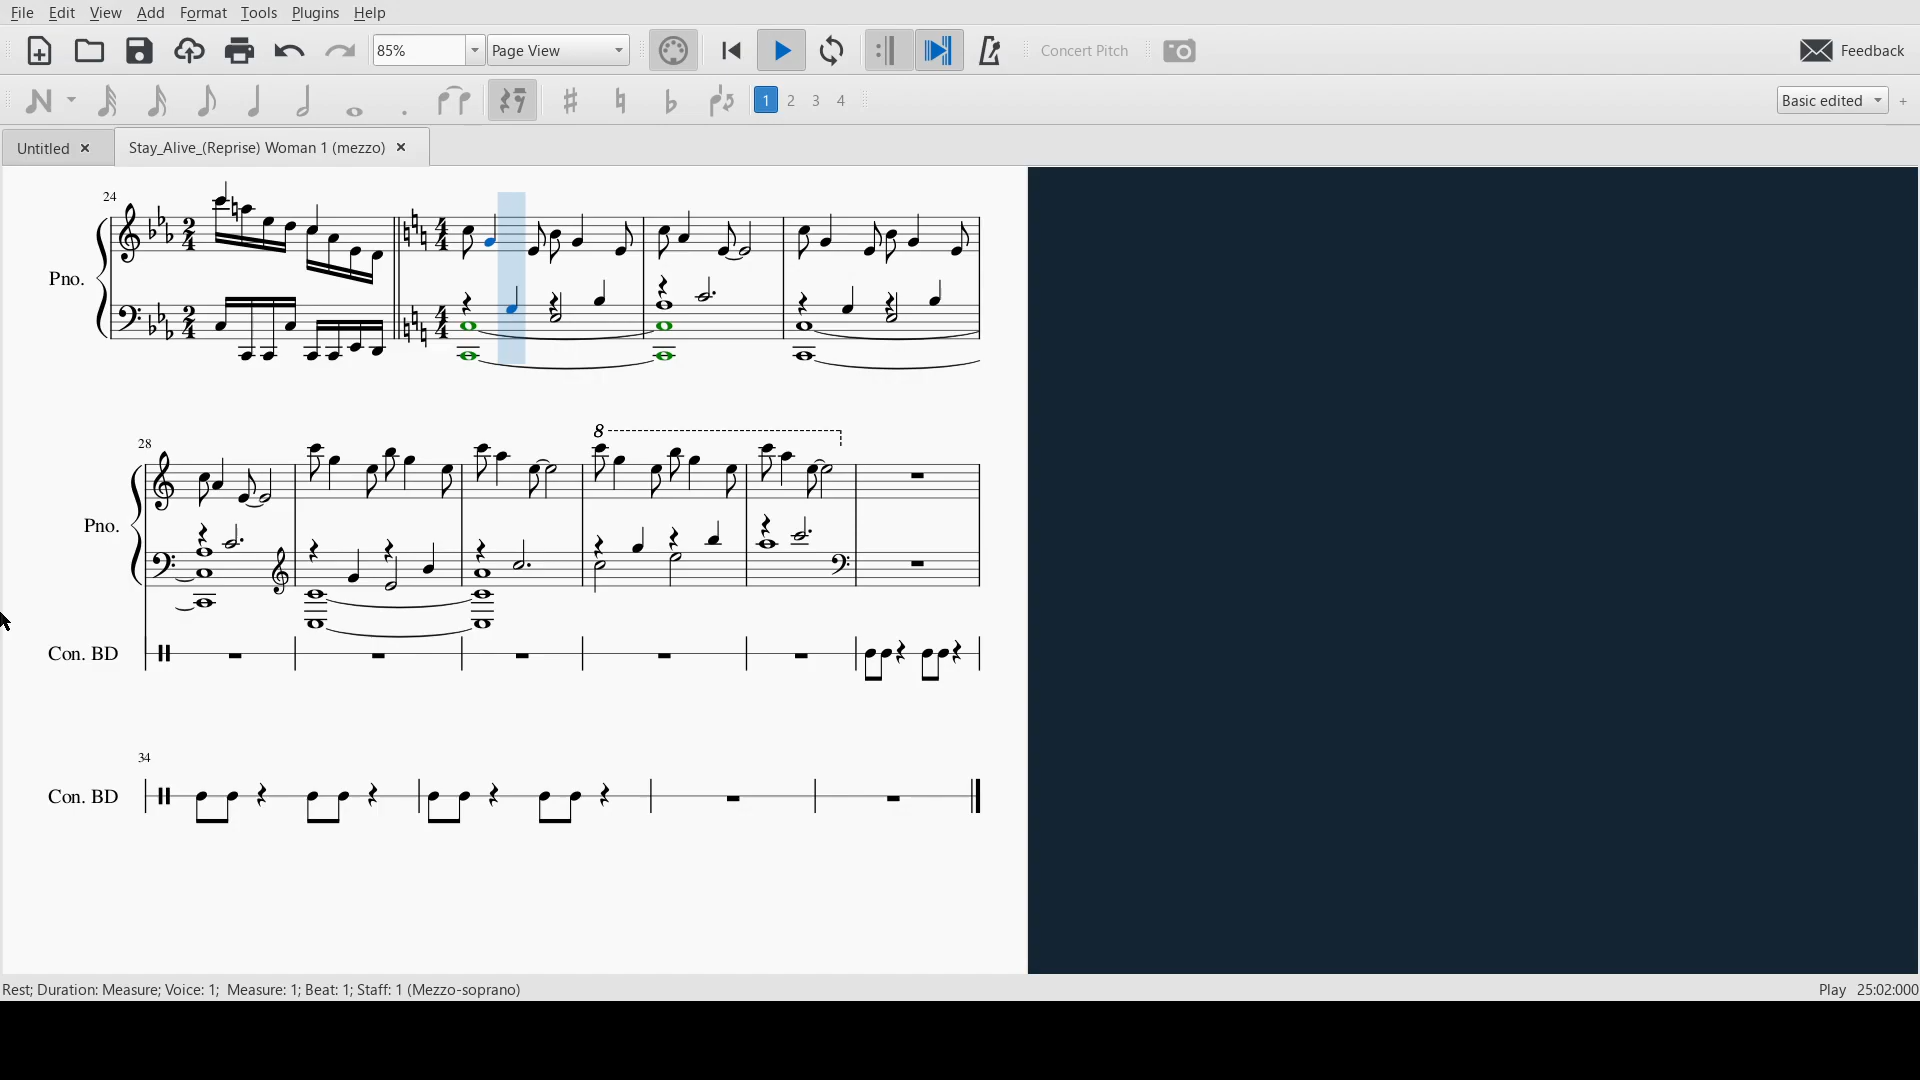 File Edit View Add Format Tools Plugins Help
85% Page View Concert Pitch Feedback
1 2 3 4 Basic edited +
Untitled Stay_Alive_(Reprise) Woman 1 (mezzo)
24
Pno.
8
28
Pno.
Con. BD
34
Con. BD
Rest; Duration: Measure; Voice: 1; Measure: 1; Beat: 1; Staff: 1 (Mezzo-soprano) Play 25:02:000